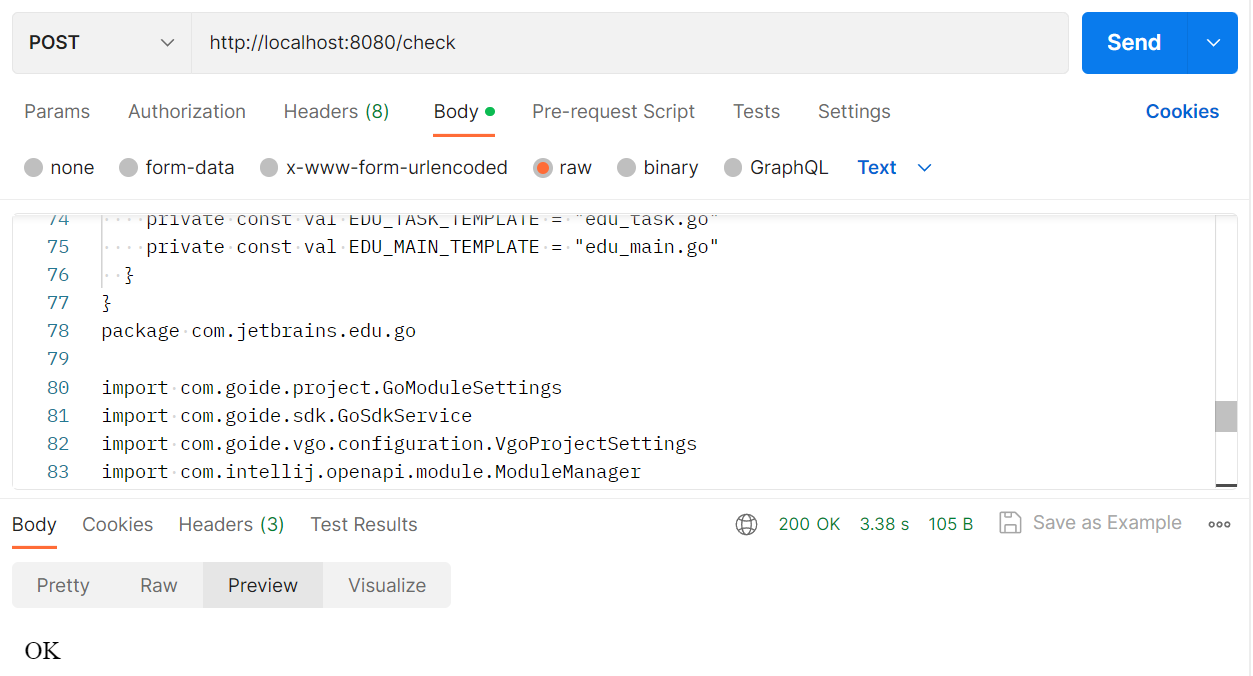 POST http://localhost:8080/check Send
Params Authorization Headers (8) Body Pre-request Script Tests Settings Cookies
none form-data x-www-form-urlencoded raw binary GraphQL Text
74 private const val EDU_TASK_TEMPLATE = "edu_task.go"
75 private const val EDU_MAIN_TEMPLATE = "edu_main.go"
76 }
77 }
78 package com.jetbrains.edu.go
79
80 import com.goide.project.GoModuleSettings
81 import com.goide.sdk.GoSdkService
82 import com.goide.vgo.configuration.VgoProjectSettings
83 import com.intellij.openapi.module.ModuleManager
Body Cookies Headers (3) Test Results 200 OK 3.38 s 105 B Save as Example
Pretty Raw Preview Visualize
OK